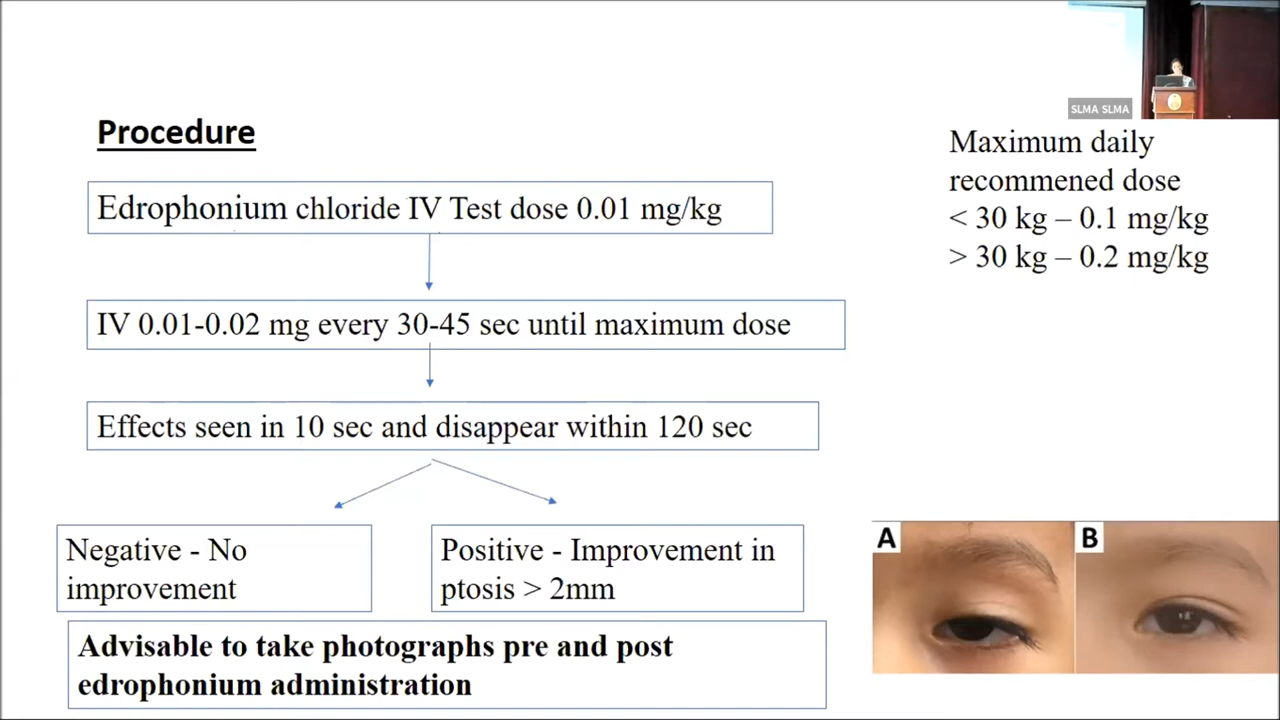 SLMA SLMA
Procedure
Maximum daily
recommened dose
< 30 kg – 0.1 mg/kg
> 30 kg – 0.2 mg/kg
Edrophonium chloride IV Test dose 0.01 mg/kg
IV 0.01-0.02 mg every 30-45 sec until maximum dose
Effects seen in 10 sec and disappear within 120 sec
Negative - No
improvement
Positive - Improvement in
ptosis > 2mm
A
B
Advisable to take photographs pre and post
edrophonium administration